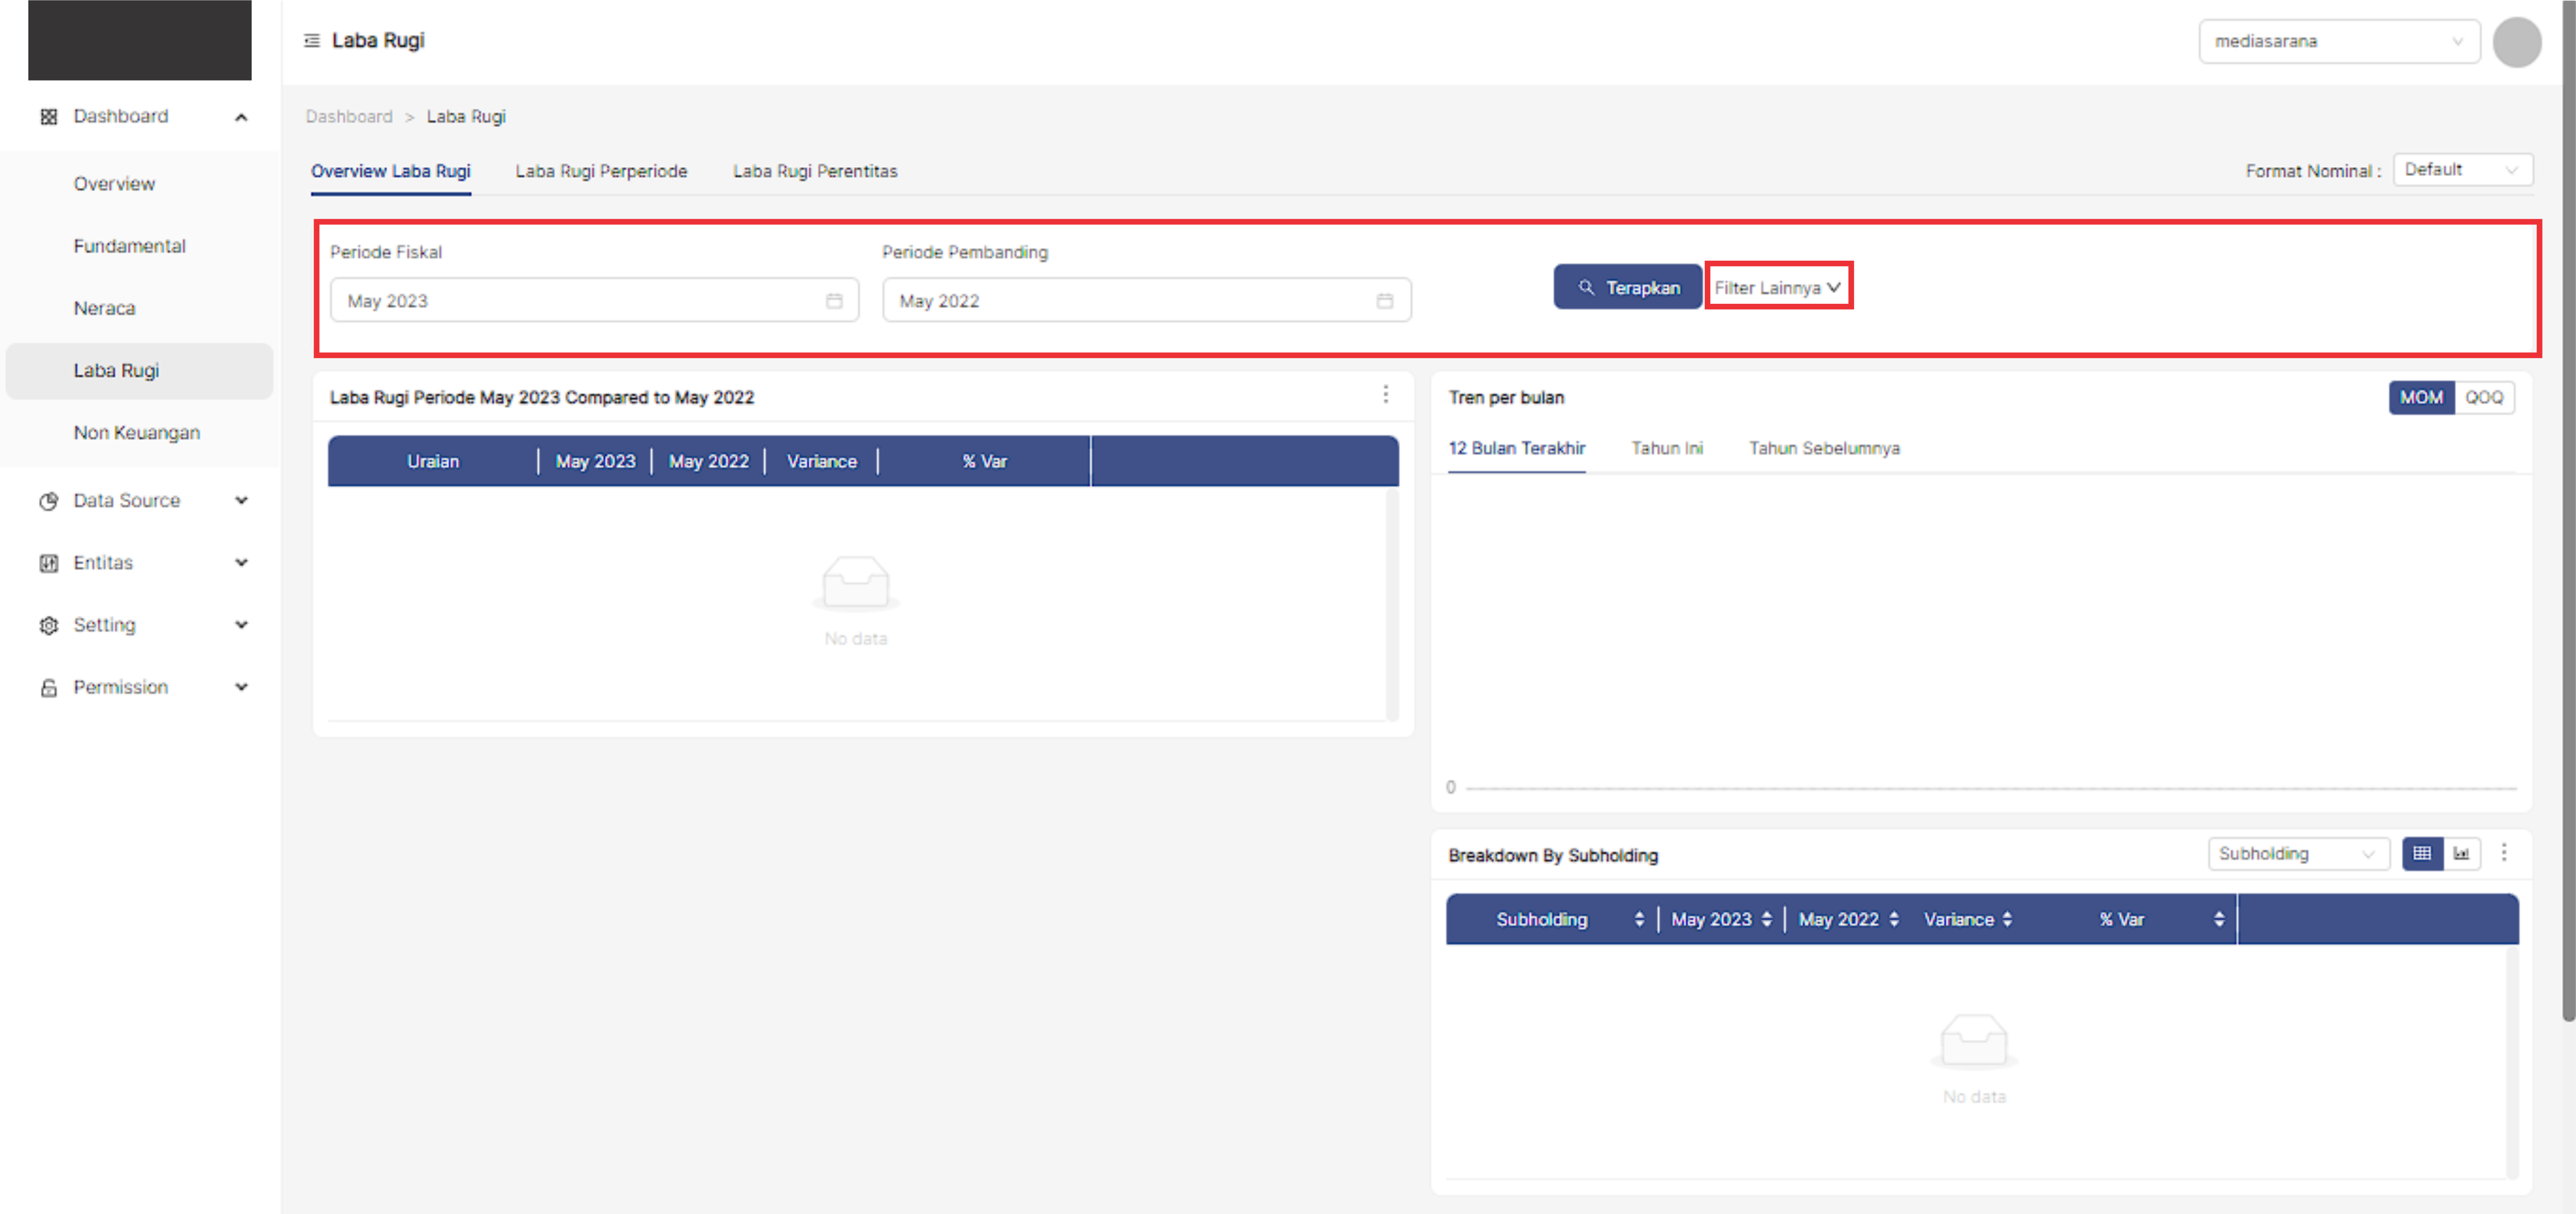 Laba Rugi
mediasarana
Dashboard
Overview
Fundamental
Neraca
Laba Rugi
Non Keuangan
Data Source
Entitas
Setting
Permission
Dashboard > Laba Rugi
Overview Laba Rugi Laba Rugi Perperiode Laba Rugi Perentitas
Format Nominal : Default
Periode Fiskal
May 2023
Periode Pembanding
May 2022
Terapkan
Filter Lainnya
Laba Rugi Periode May 2023 Compared to May 2022
Uraian May 2023 May 2022 Variance % Var
No data
Tren per bulan
MOM QOQ
12 Bulan Terakhir Tahun Ini Tahun Sebelumnya
0
Breakdown By Subholding
Subholding
Subholding May 2023 May 2022 Variance % Var
No data